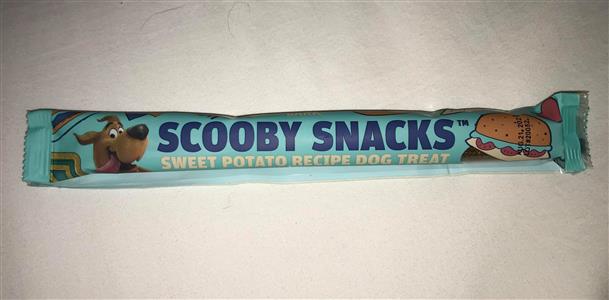 SCOOBY SNACKS™
SWEET POTATO RECIPE DOG TREAT